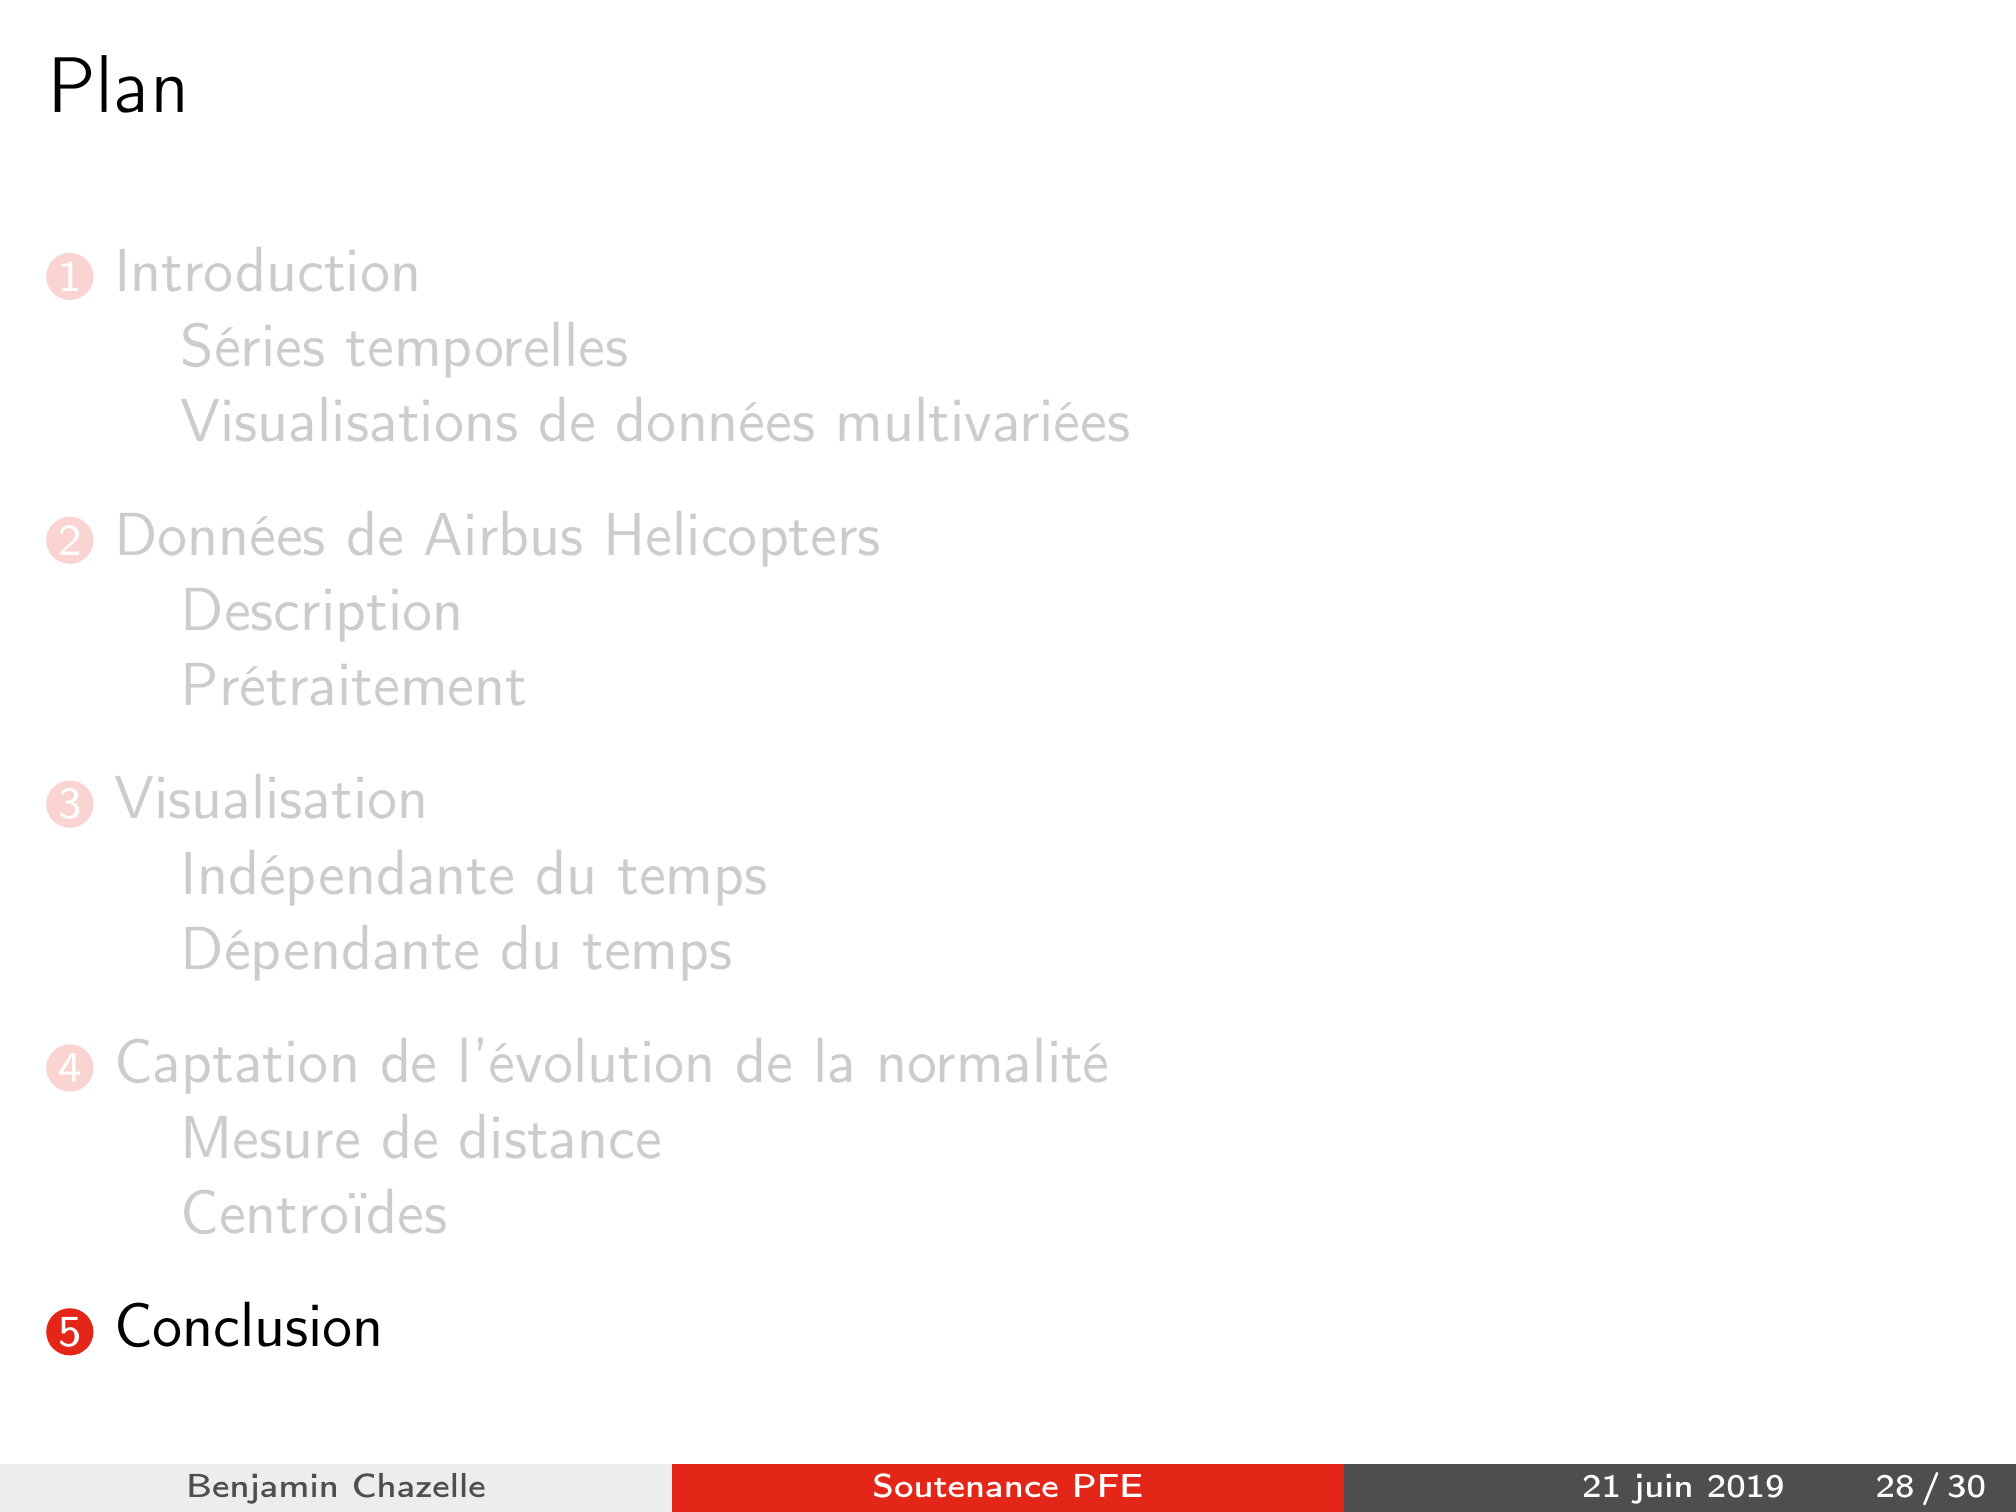 Plan
1 Introduction
Séries temporelles
Visualisations de données multivariées
2 Données de Airbus Helicopters
Description
Prétraitement
3 Visualisation
Indépendante du temps
Dépendante du temps
4 Captation de l'évolution de la normalité
Mesure de distance
Centroïdes
5 Conclusion
Benjamin Chazelle Soutenance PFE 21 juin 2019 28 / 30